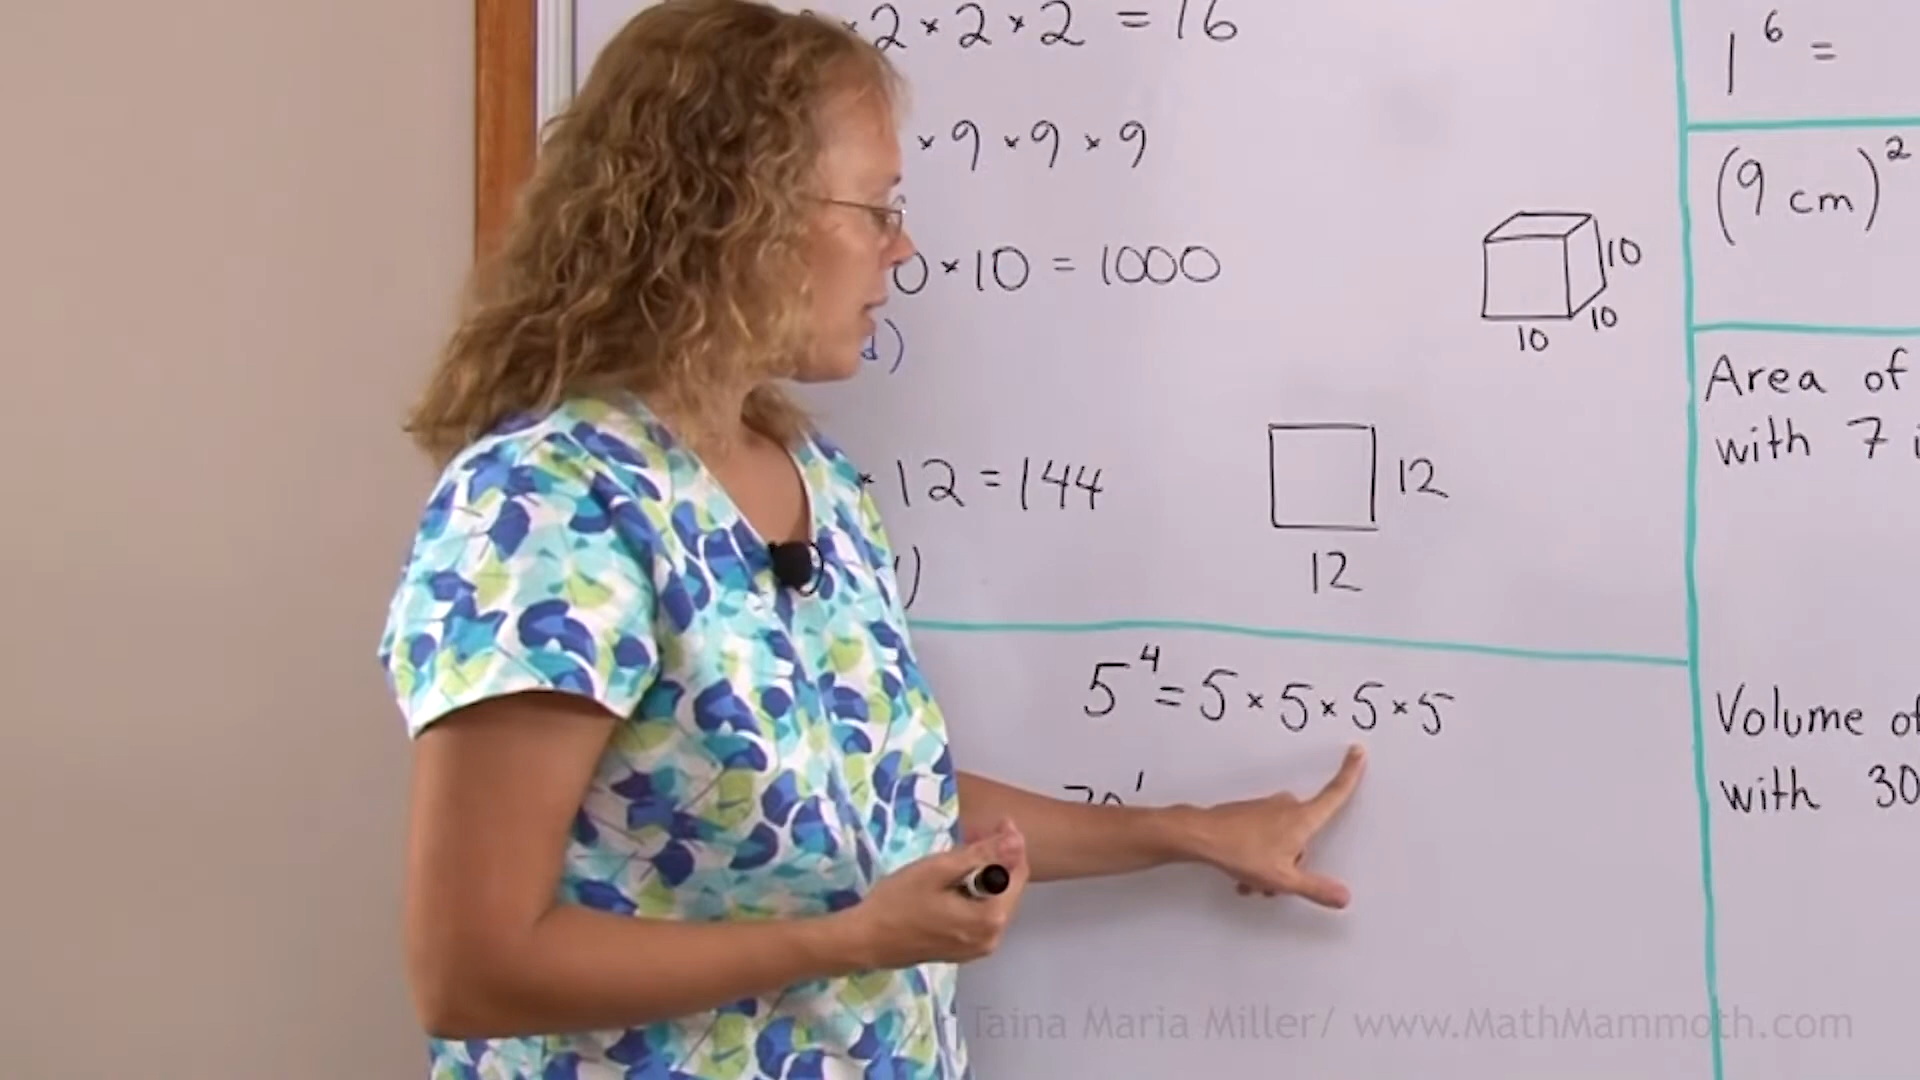 × 2 × 2 × 2 = 16
× 9 × 9 × 9
0 × 10 = 1000
d)
× 12 = 144
)
10
10
10
12
12
5⁴ = 5 × 5 × 5 × 5
70¹
1⁶ =
(9 cm)²
Area of
with 7 i
Volume of
with 30
Taina Maria Miller/ www.MathMammoth.com